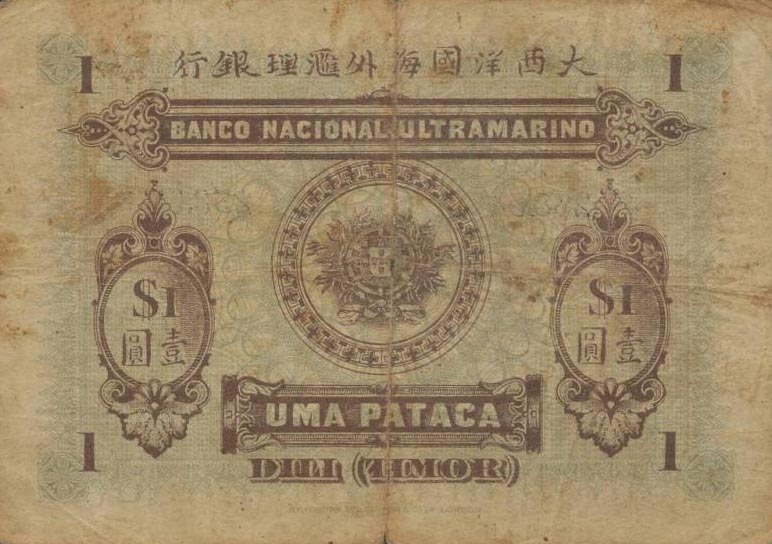 1 大西洋國海外滙理銀行 1
BANCO NACIONAL ULTRAMARINO
$1 $1
壹圓 壹圓
UMA PATACA
1 DILI (TIMOR) 1
LONDON